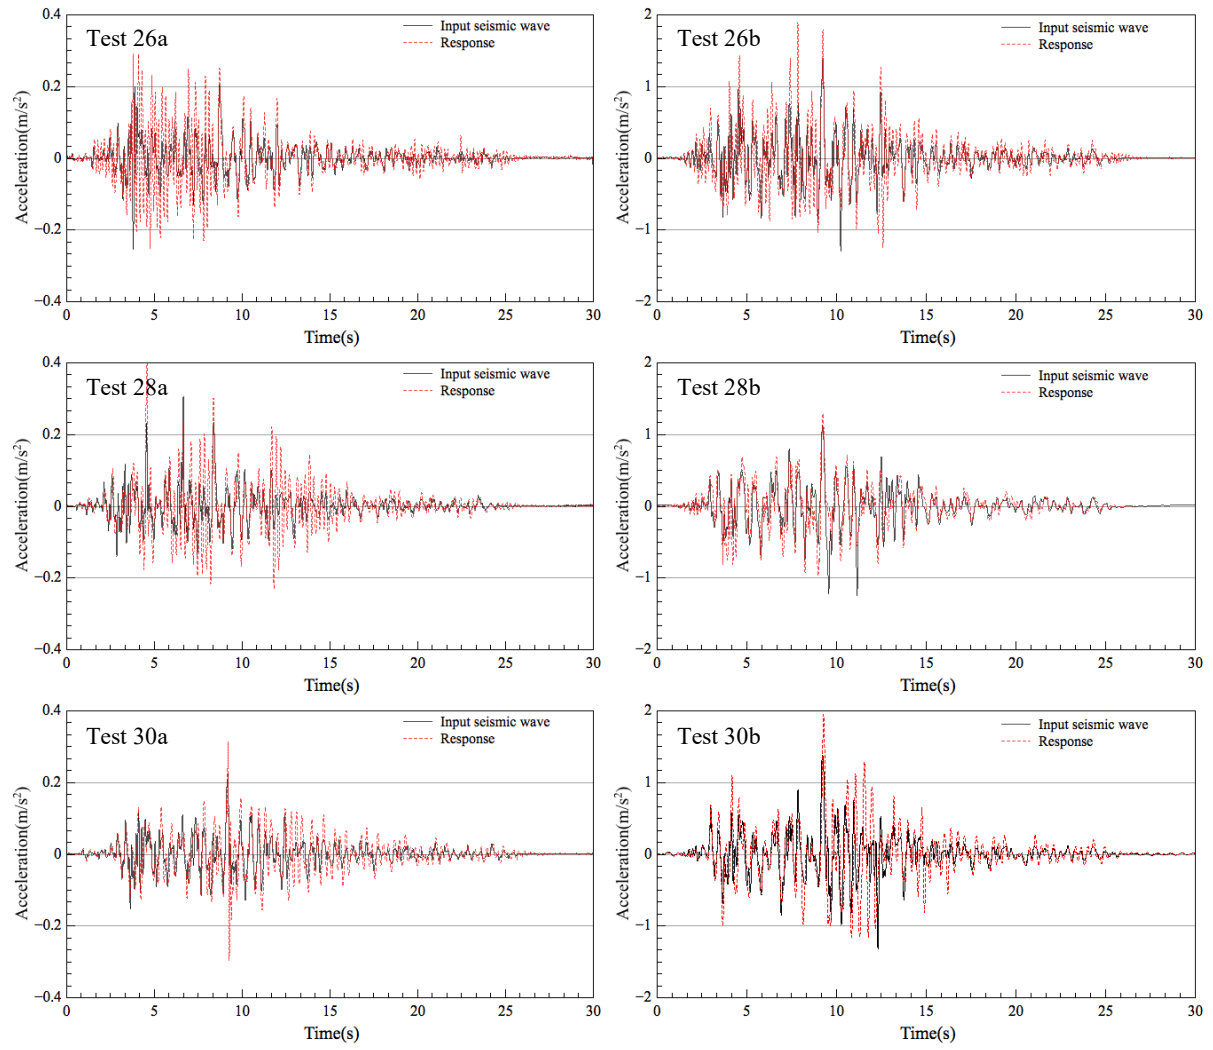 Test 26a
Input seismic wave
Response
Acceleration(m/s²)
0.4
0.2
0
−0.2
−0.4
0 5 10 15 20 25 30
Time(s)
Test 26b
Input seismic wave
Response
Acceleration(m/s²)
2
1
0
−1
−2
0 5 10 15 20 25 30
Time(s)
Test 28a
Input seismic wave
Response
Acceleration(m/s²)
0.4
0.2
0
−0.2
−0.4
0 5 10 15 20 25 30
Time(s)
Test 28b
Input seismic wave
Response
Acceleration(m/s²)
2
1
0
−1
−2
0 5 10 15 20 25 30
Time(s)
Test 30a
Input seismic wave
Response
Acceleration(m/s²)
0.4
0.2
0
−0.2
−0.4
0 5 10 15 20 25 30
Time(s)
Test 30b
Input seismic wave
Response
Acceleration(m/s²)
2
1
0
−1
−2
0 5 10 15 20 25 30
Time(s)